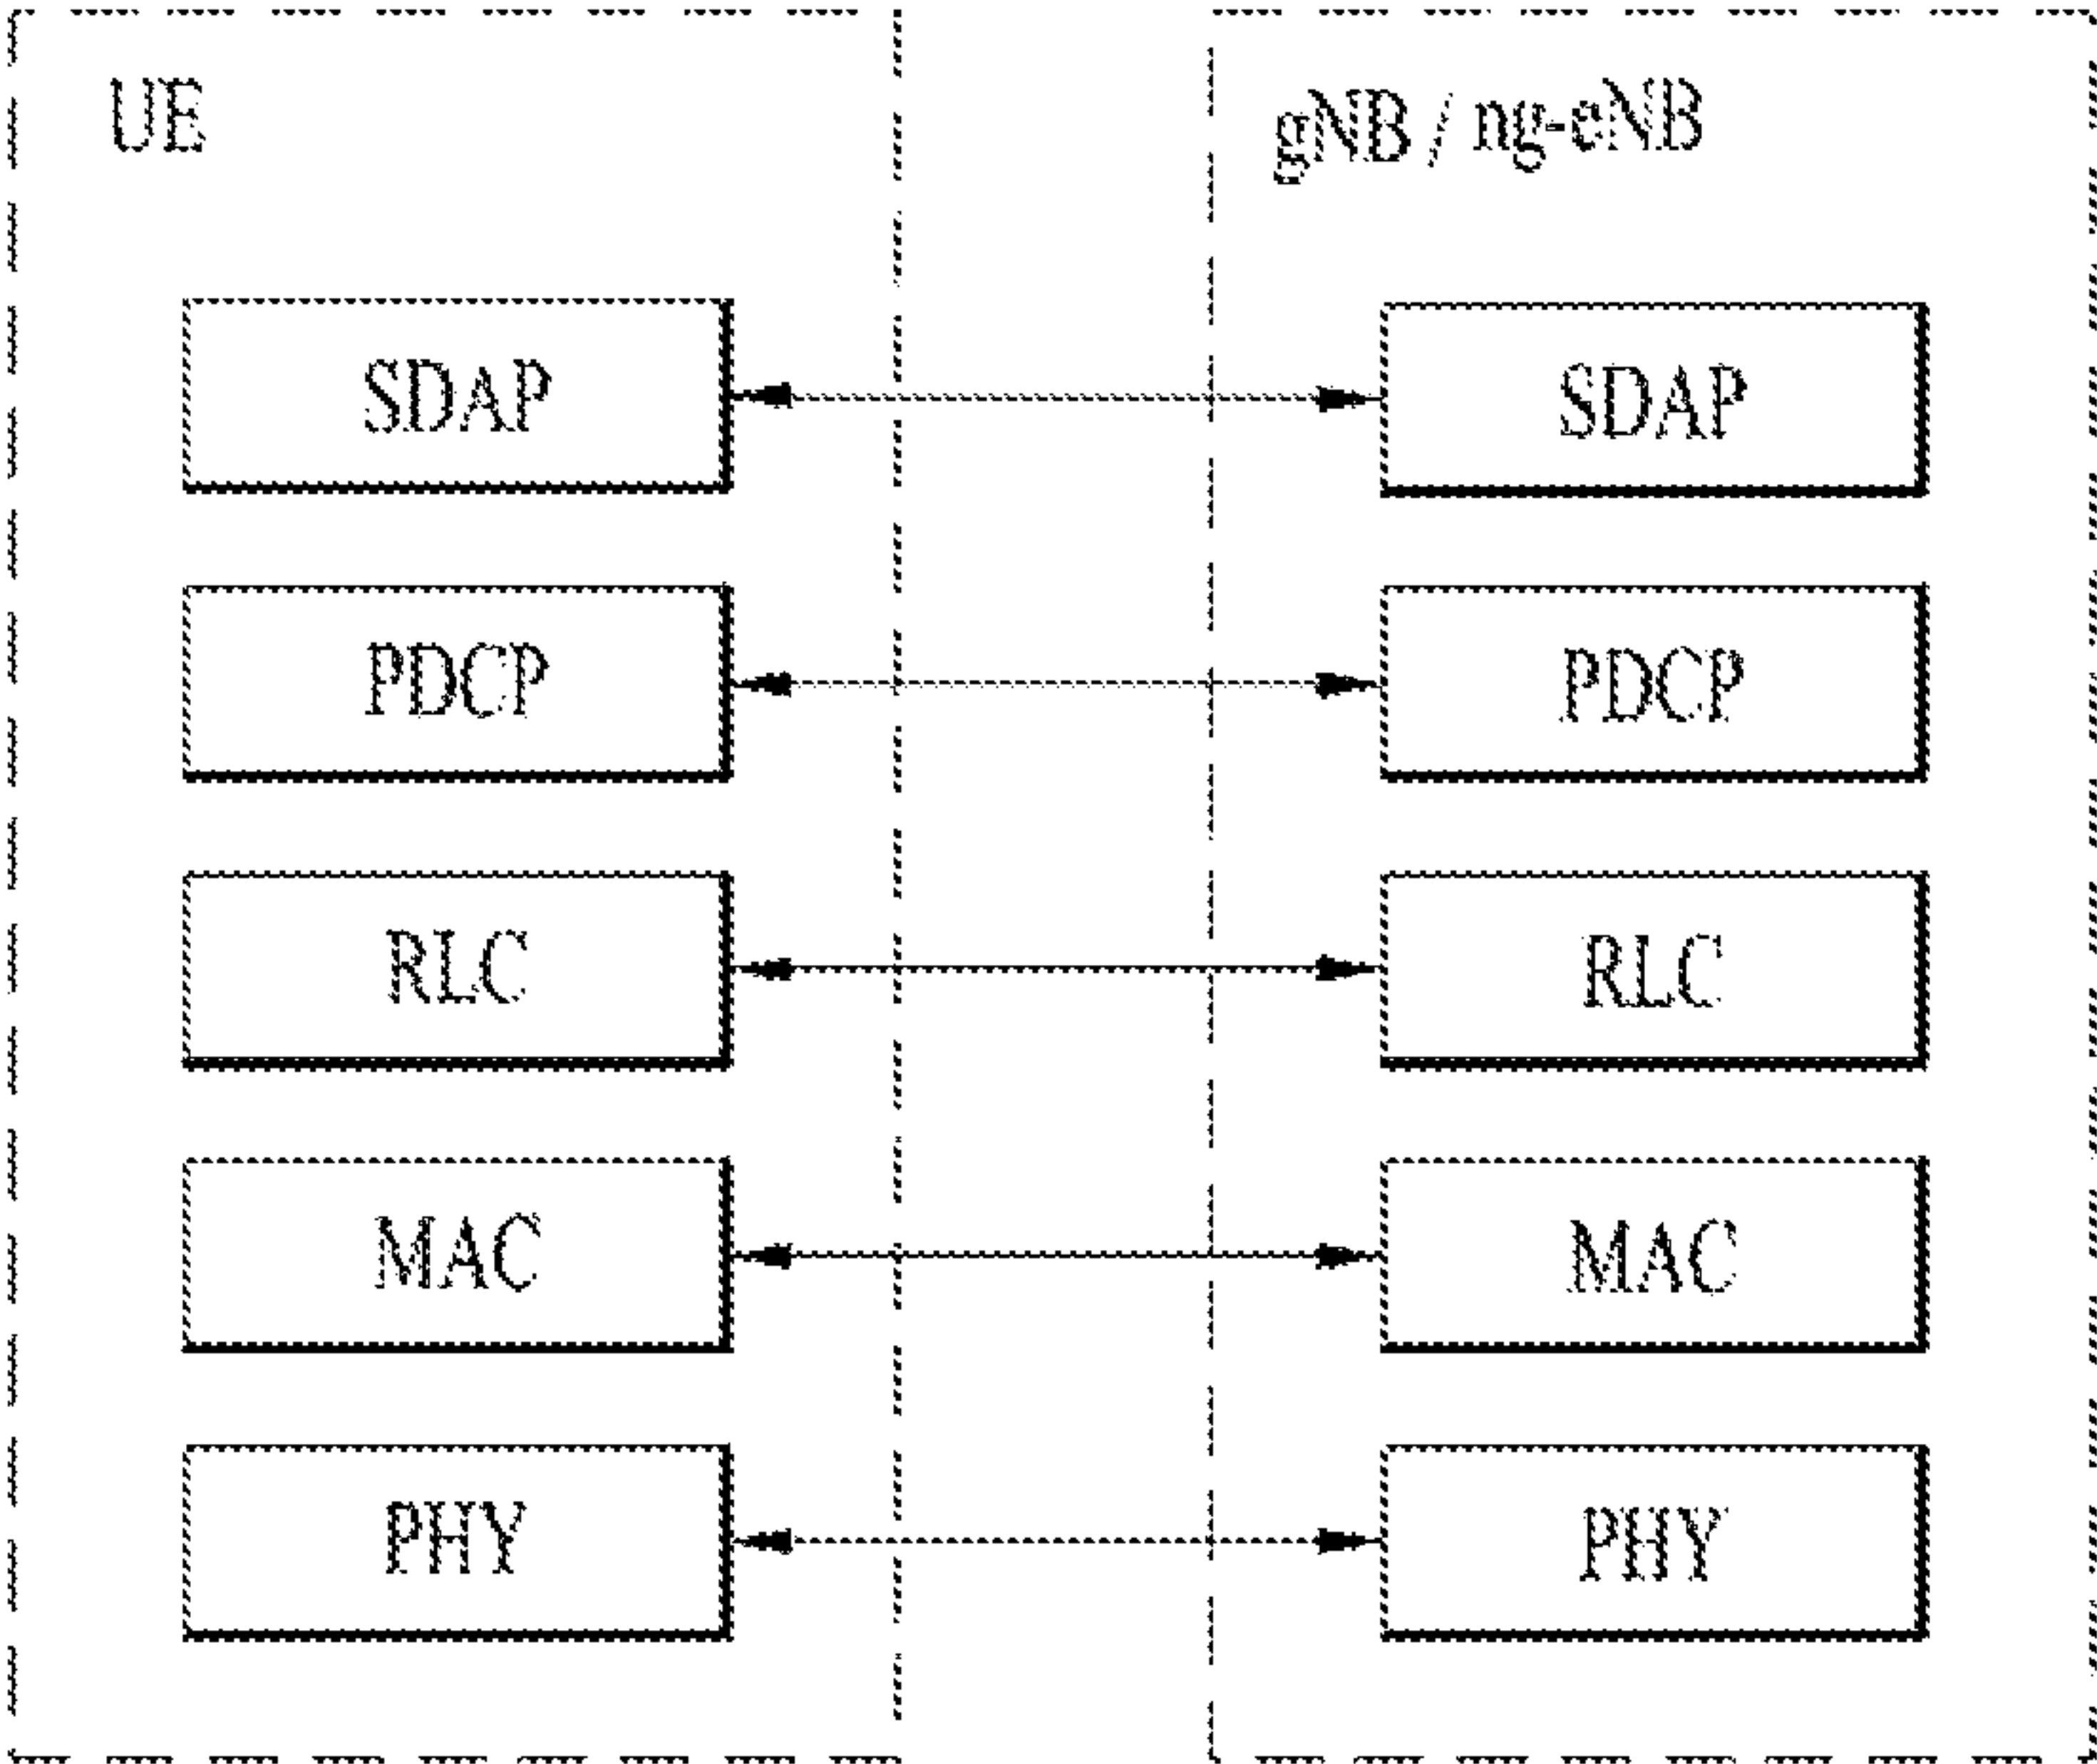 UE
gNB / ng-eNB
SDAP
SDAP
PDCP
PDCP
RLC
RLC
MAC
MAC
PHY
PHY